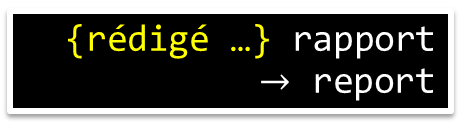 {rédigé …} rapport
→ report